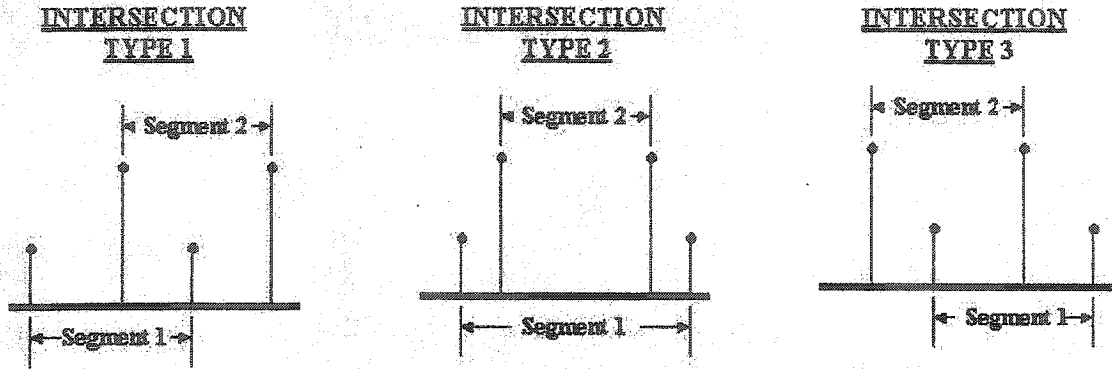 INTERSECTION
TYPE 1
Segment 2
Segment 1
INTERSECTION
TYPE 2
Segment 2
Segment 1
INTERSECTION
TYPE 3
Segment 2
Segment 1